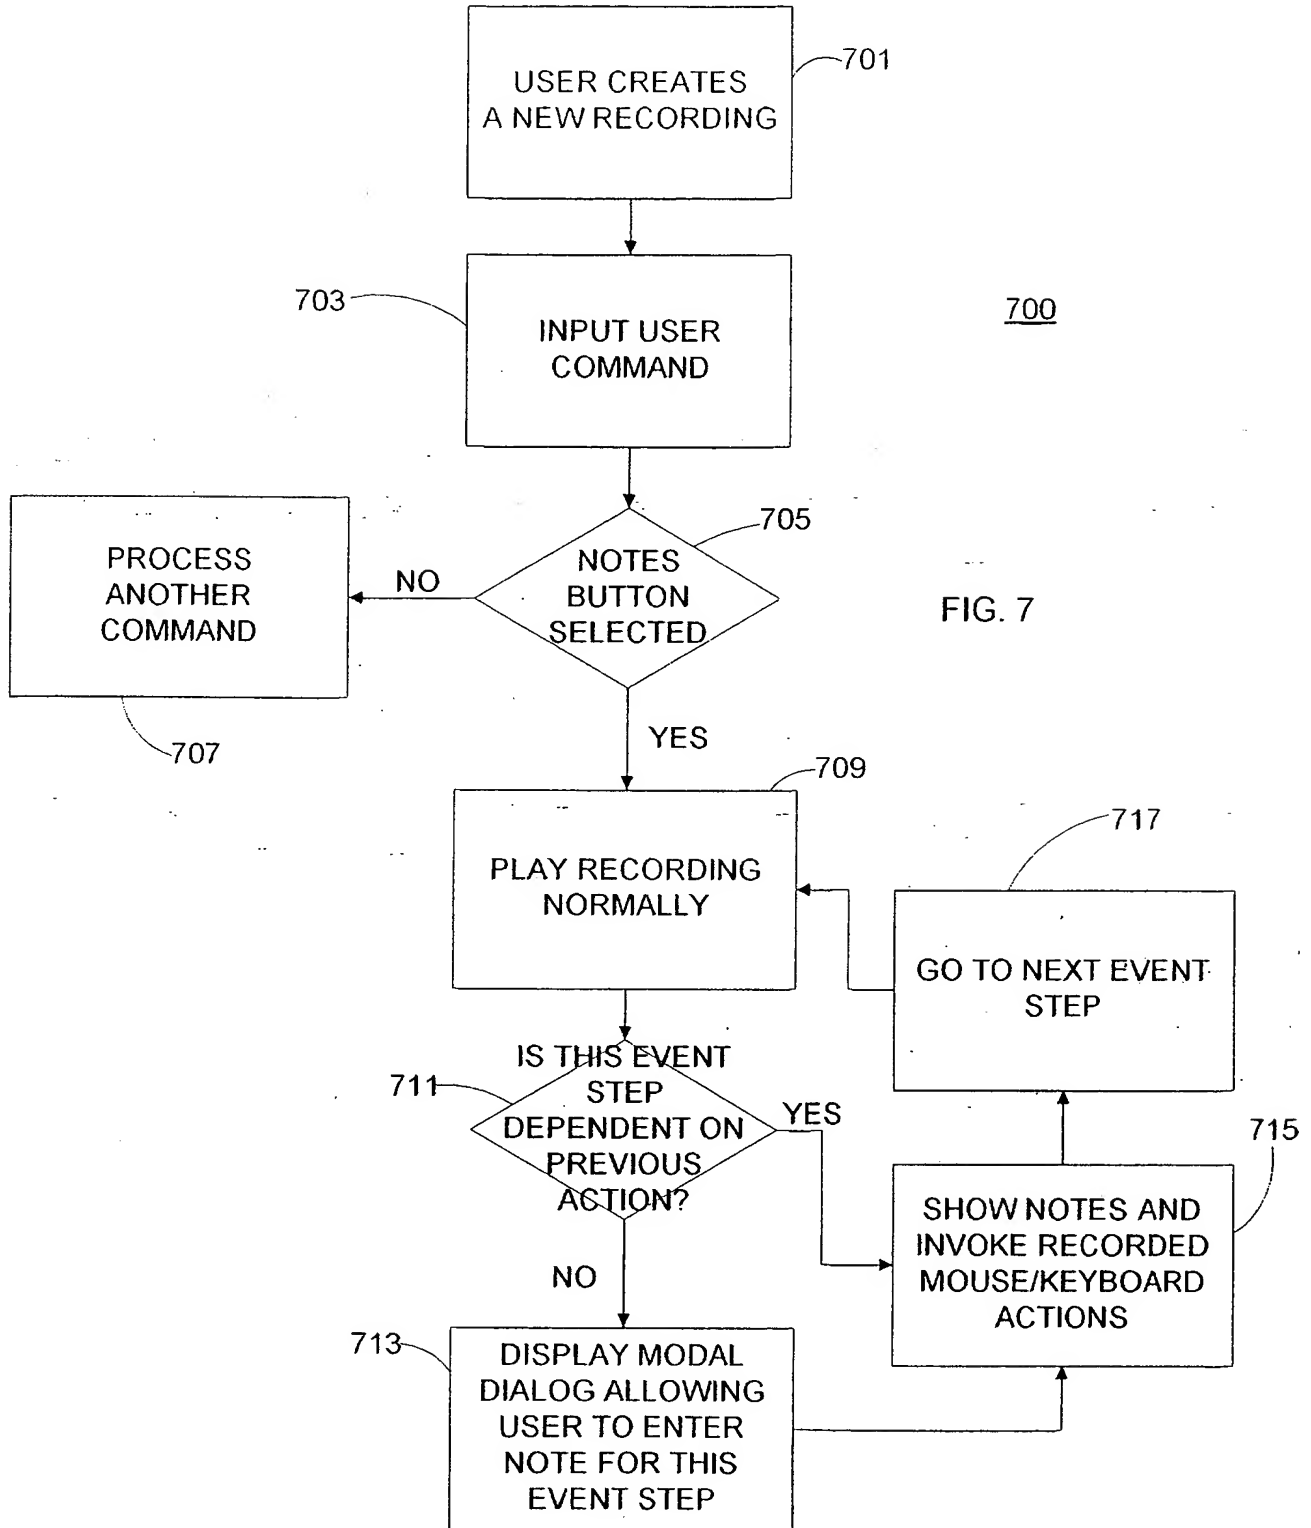 701
USER CREATES
A NEW RECORDING
703
INPUT USER
COMMAND
700
705
NOTES
BUTTON
SELECTED
NO
PROCESS
ANOTHER
COMMAND
707
FIG. 7
YES
709
PLAY RECORDING
NORMALLY
717
GO TO NEXT EVENT
STEP
711
IS THIS EVENT
STEP
DEPENDENT ON
PREVIOUS
ACTION?
YES
715
SHOW NOTES AND
INVOKE RECORDED
MOUSE/KEYBOARD
ACTIONS
NO
713
DISPLAY MODAL
DIALOG ALLOWING
USER TO ENTER
NOTE FOR THIS
EVENT STEP